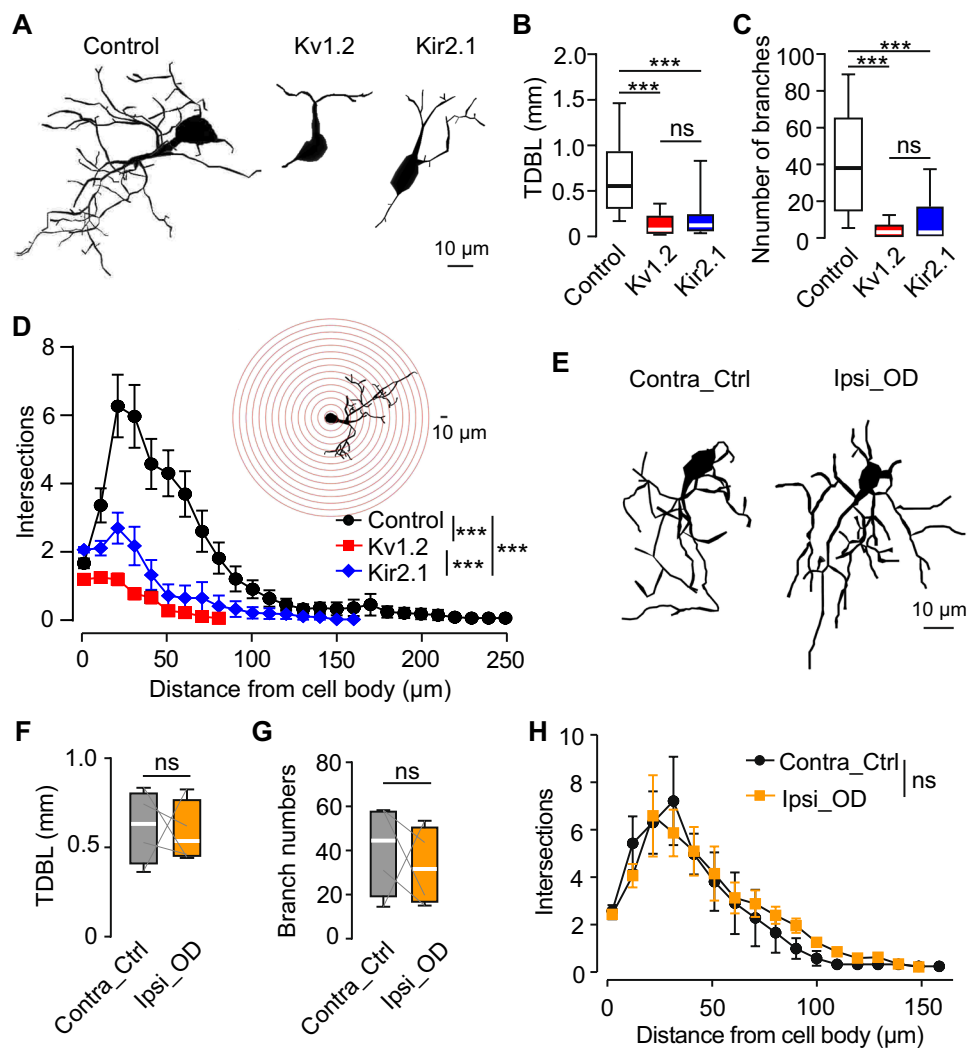 A
Control
Kv1.2
Kir2.1
10 µm
B
TDBL (mm)
2.0
1.5
1.0
0.5
0
***
***
ns
Control
Kv1.2
Kir2.1
C
Nnumber of branches
100
80
60
40
20
0
***
***
ns
Control
Kv1.2
Kir2.1
D
Intersections
8
6
4
2
0
10 µm
Control
Kv1.2
Kir2.1
***
***
***
0
50
100
150
200
250
Distance from cell body (µm)
E
Contra_Ctrl
Ipsi_OD
10 µm
F
TDBL (mm)
1.0
0.5
0
ns
Contra_Ctrl
Ipsi_OD
G
Branch numbers
80
60
40
20
0
ns
Contra_Ctrl
Ipsi_OD
H
Intersections
10
8
6
4
2
0
Contra_Ctrl
Ipsi_OD
ns
0
50
100
150
Distance from cell body (µm)